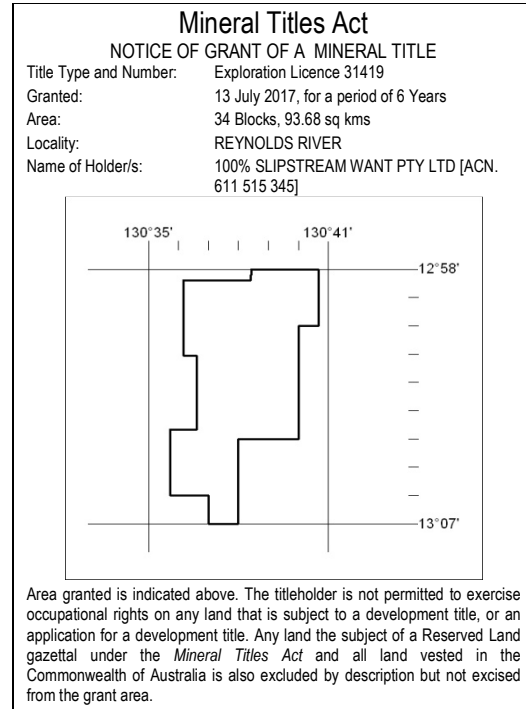 Mineral Titles Act
NOTICE OF GRANT OF A MINERAL TITLE
Title Type and Number: Exploration Licence 31419
Granted: 13 July 2017, for a period of 6 Years
Area: 34 Blocks, 93.68 sq kms
Locality: REYNOLDS RIVER
Name of Holder/s: 100% SLIPSTREAM WANT PTY LTD [ACN.
611 515 345]
130°35' 130°41'
12°58'
13°07'
Area granted is indicated above. The titleholder is not permitted to exercise
occupational rights on any land that is subject to a development title, or an
application for a development title. Any land the subject of a Reserved Land
gazettal under the Mineral Titles Act and all land vested in the
Commonwealth of Australia is also excluded by description but not excised
from the grant area.